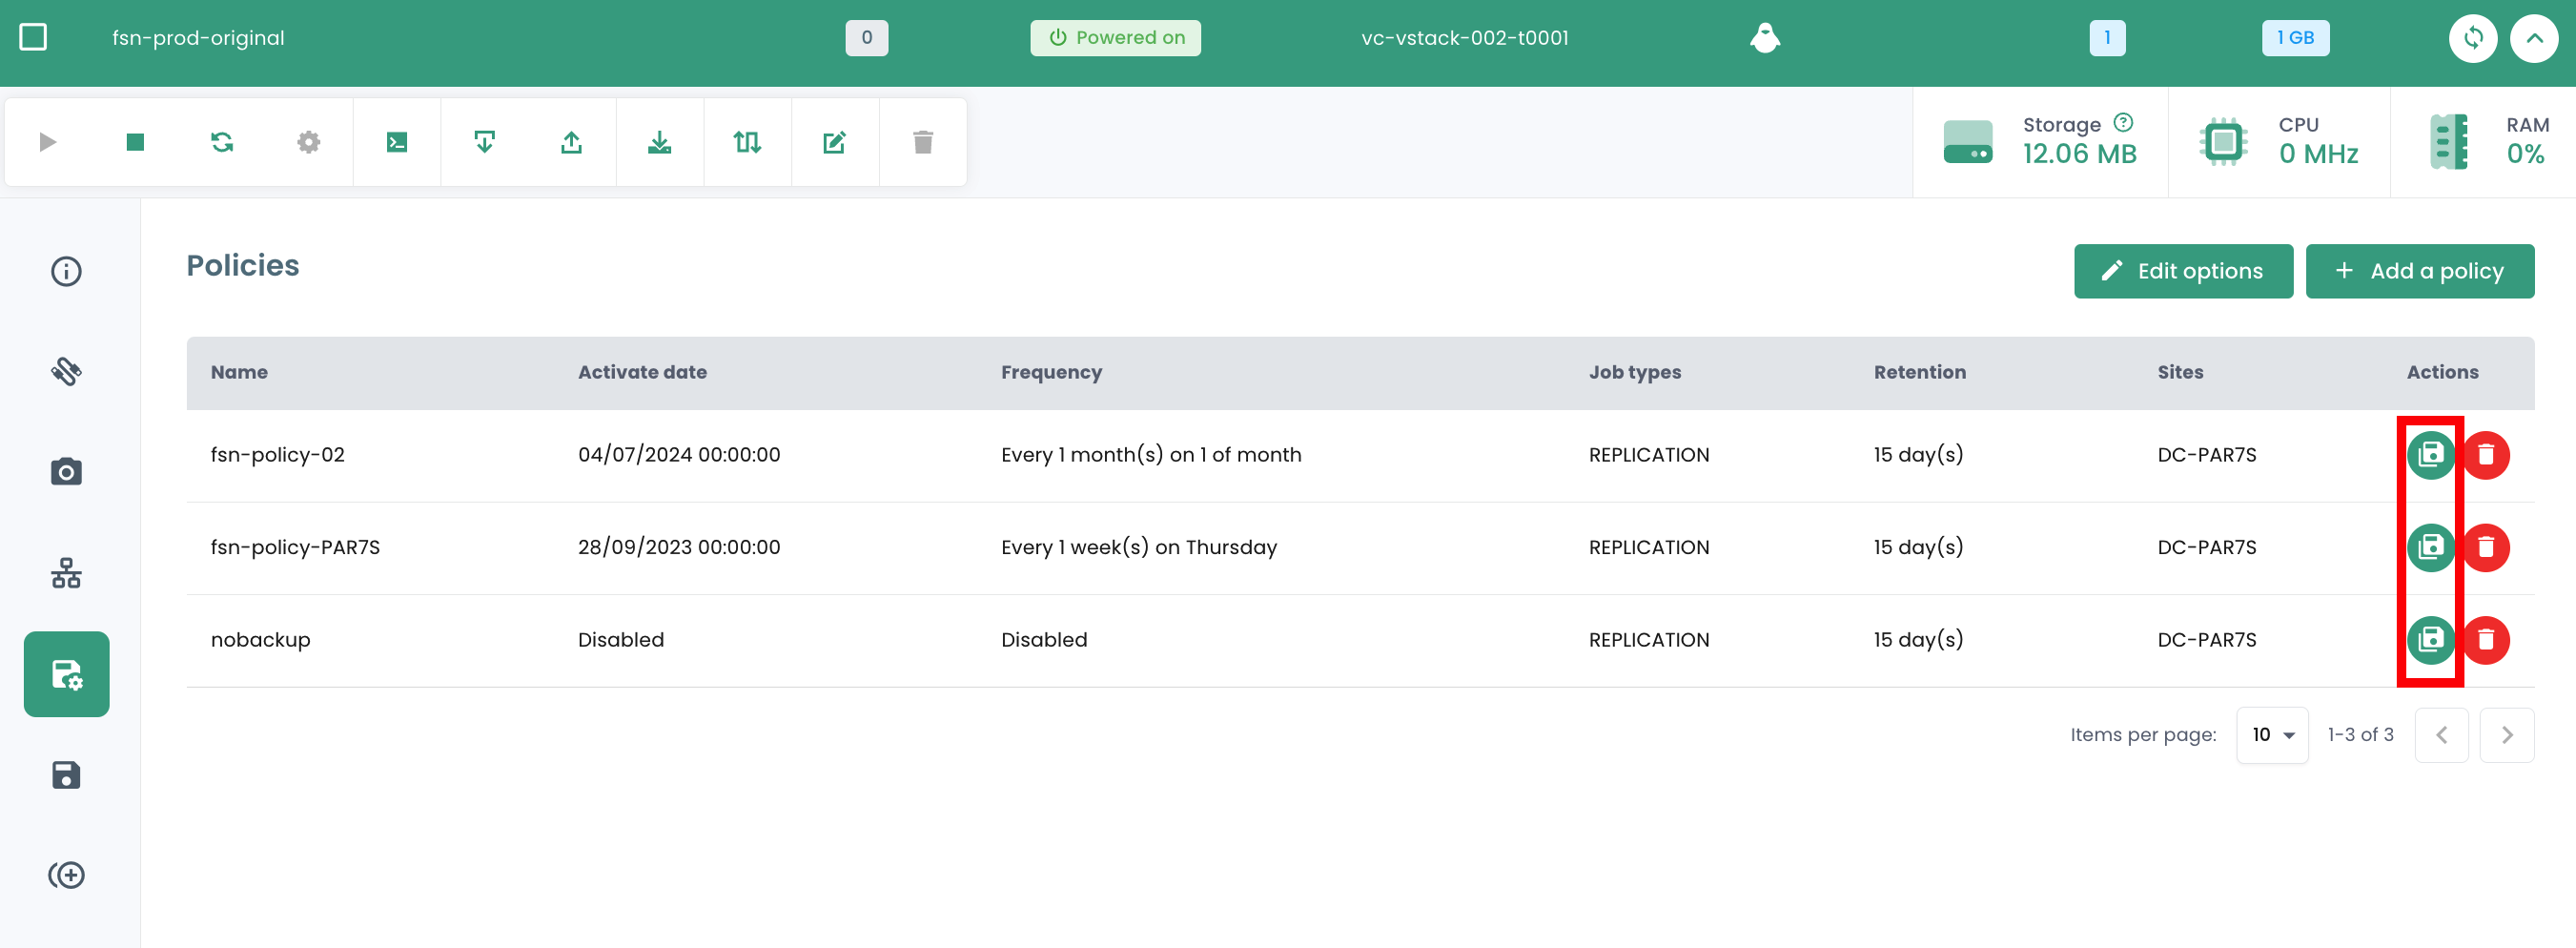 fsn-prod-original 0 Powered on vc-vstack-002-t0001 1 1 GB
Storage CPU RAM
12.06 MB 0 MHz 0%
Policies Edit options + Add a policy
Name Activate date Frequency Job types Retention Sites Actions
fsn-policy-02 04/07/2024 00:00:00 Every 1 month(s) on 1 of month REPLICATION 15 day(s) DC-PAR7S
fsn-policy-PAR7S 28/09/2023 00:00:00 Every 1 week(s) on Thursday REPLICATION 15 day(s) DC-PAR7S
nobackup Disabled Disabled REPLICATION 15 day(s) DC-PAR7S
Items per page: 10 1-3 of 3